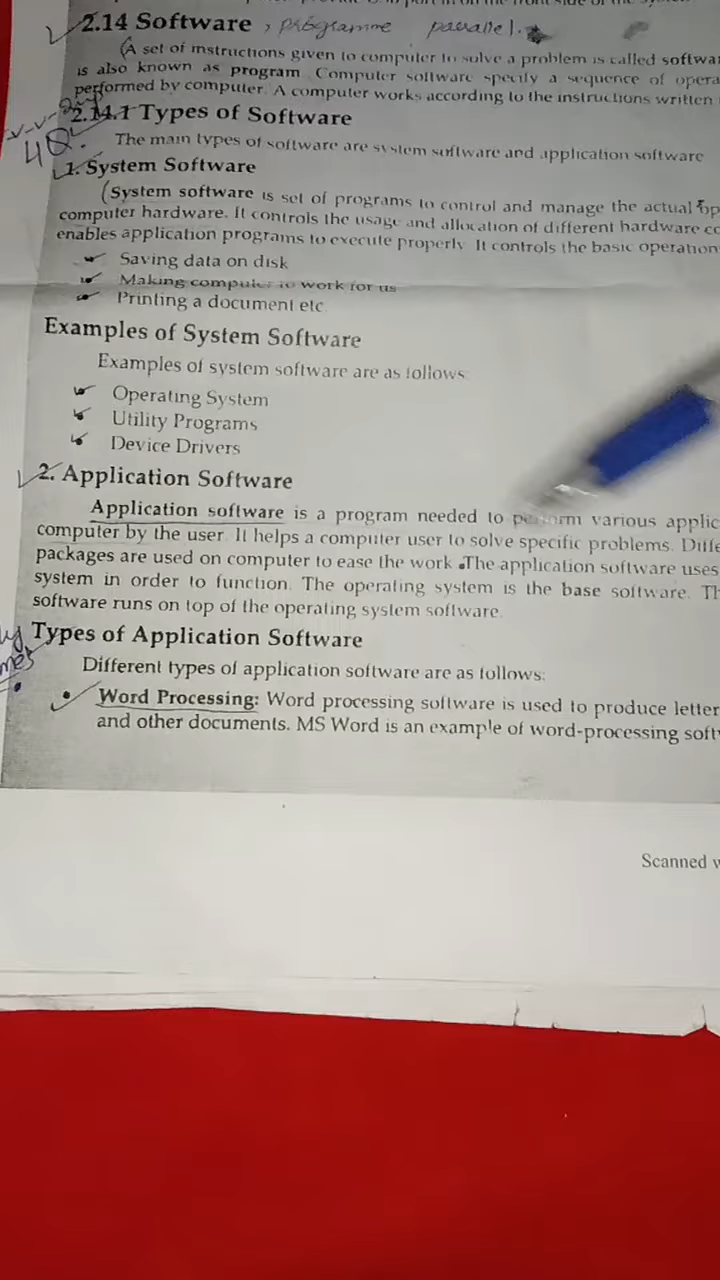 2.14 Software , programme parallel.
(A set of instructions given to computer to solve a problem is called softwa
is also known as program. Computer software specify a sequence of opera
performed by computer. A computer works according to the instructions written
2.14.1 Types of Software
4Q.
The main types of software are system software and application software
1. System Software
(System software is set of programs to control and manage the actual op
computer hardware. It controls the usage and allocation of different hardware co
enables application programs to execute properly. It controls the basic operation
Saving data on disk
Making computer to work for us
Printing a document etc
Examples of System Software
Examples of system software are as follows:
Operating System
Utility Programs
Device Drivers
2. Application Software
Application software is a program needed to perform various applic
computer by the user. It helps a computer user to solve specific problems. Diffe
packages are used on computer to ease the work. The application software uses
system in order to function. The operating system is the base software. Th
software runs on top of the operating system software.
Types of Application Software
Different types of application software are as follows:
• Word Processing: Word processing software is used to produce letter
and other documents. MS Word is an example of word-processing soft
Scanned w